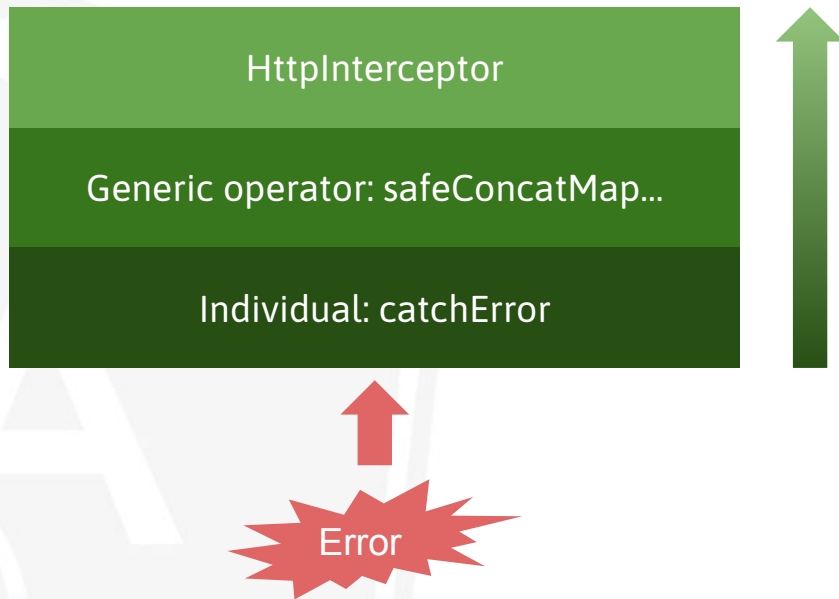 HttpInterceptor
Generic operator: safeConcatMap...
Individual: catchError
Error